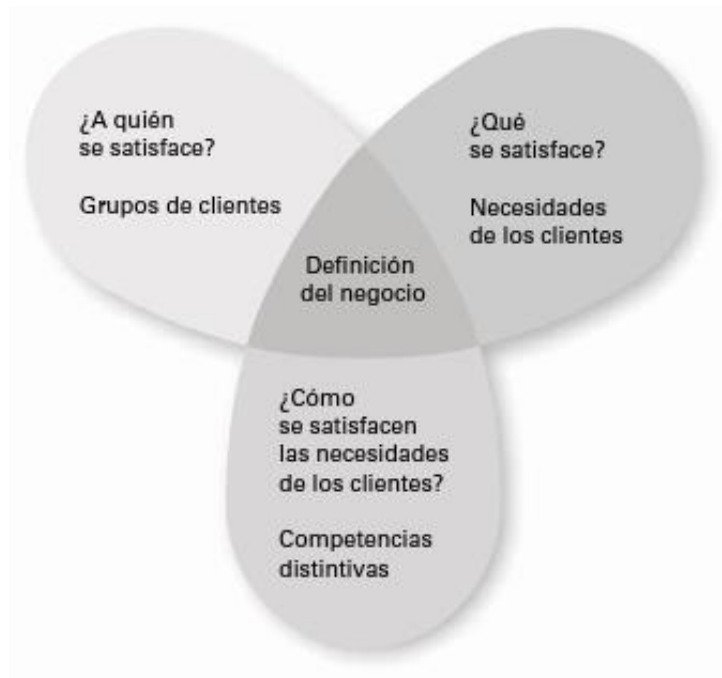 ¿A quién
se satisface?
Grupos de clientes
¿Qué
se satisface?
Necesidades
de los clientes
Definición
del negocio
¿Cómo
se satisfacen
las necesidades
de los clientes?
Competencias
distintivas